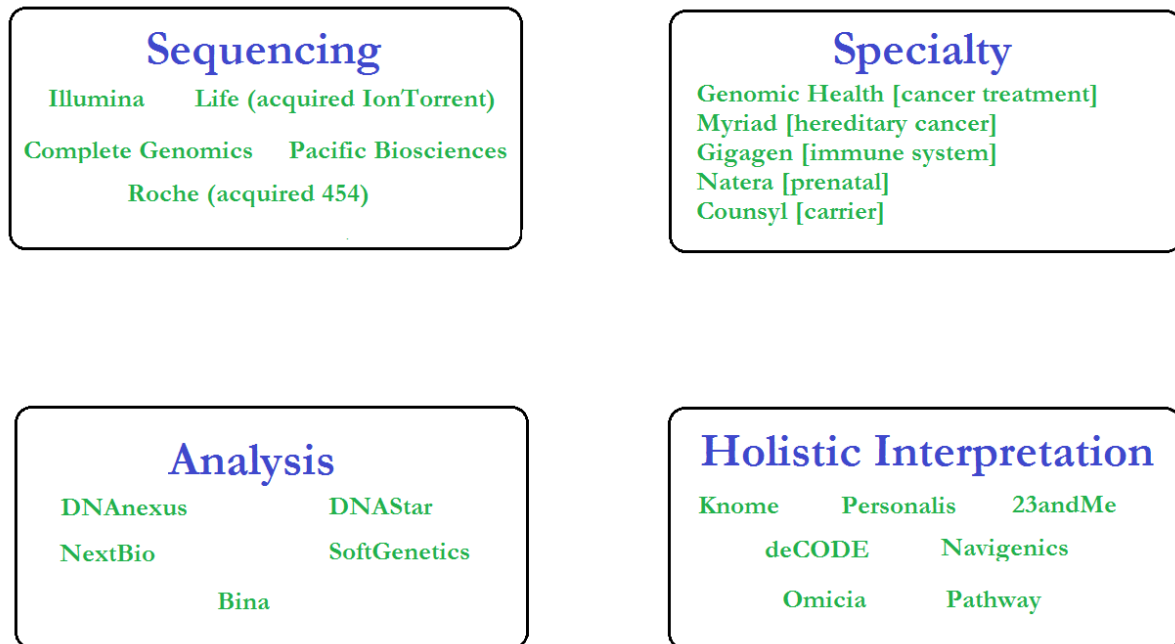 Sequencing
Illumina Life (acquired IonTorrent)
Complete Genomics Pacific Biosciences
Roche (acquired 454)
Specialty
Genomic Health [cancer treatment]
Myriad [hereditary cancer]
Gigagen [immune system]
Natera [prenatal]
Counsyl [carrier]
Analysis
DNAnexus DNAStar
NextBio SoftGenetics
Bina
Holistic Interpretation
Knome Personalis 23andMe
deCODE Navigenics
Omicia Pathway